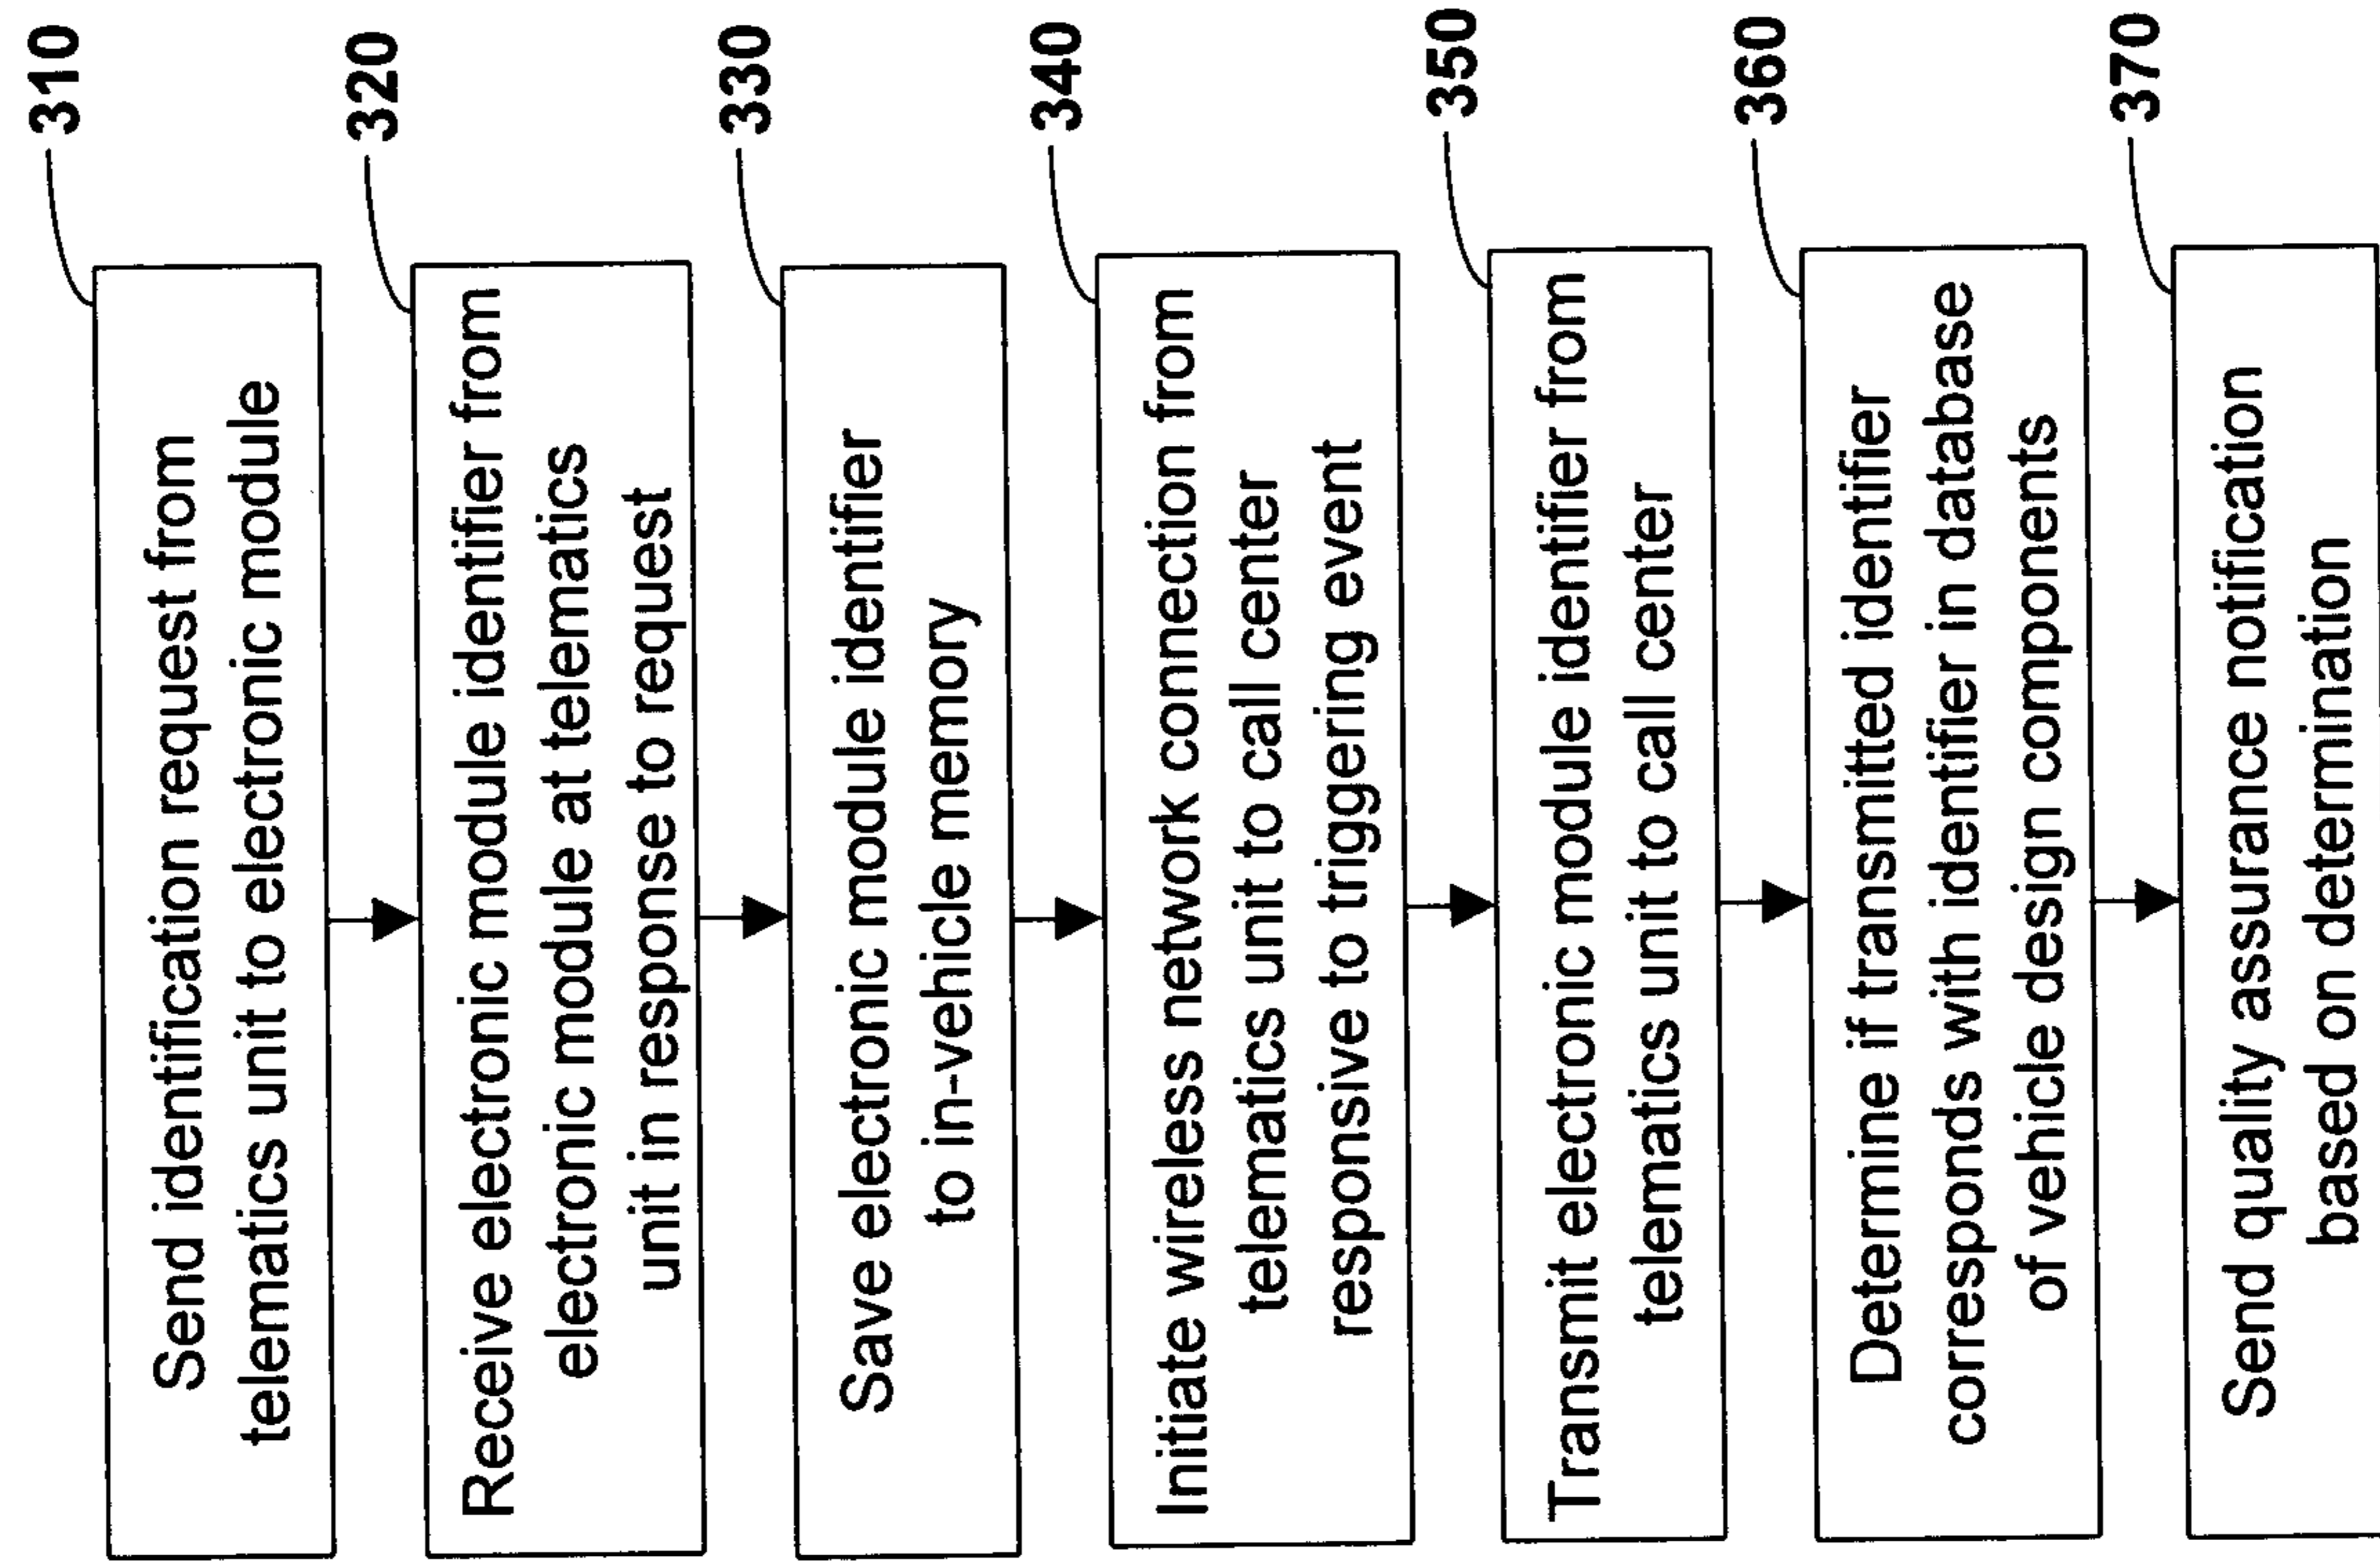 310
Send identification request from
telematics unit to electronic module
320
Receive electronic module identifier from
electronic module at telematics
unit in response to request
330
Save electronic module identifier
to in-vehicle memory
340
Initiate wireless network connection from
telematics unit to call center
responsive to triggering event
350
Transmit electronic module identifier from
telematics unit to call center
360
Determine if transmitted identifier
corresponds with identifier in database
of vehicle design components
370
Send quality assurance notification
based on determination